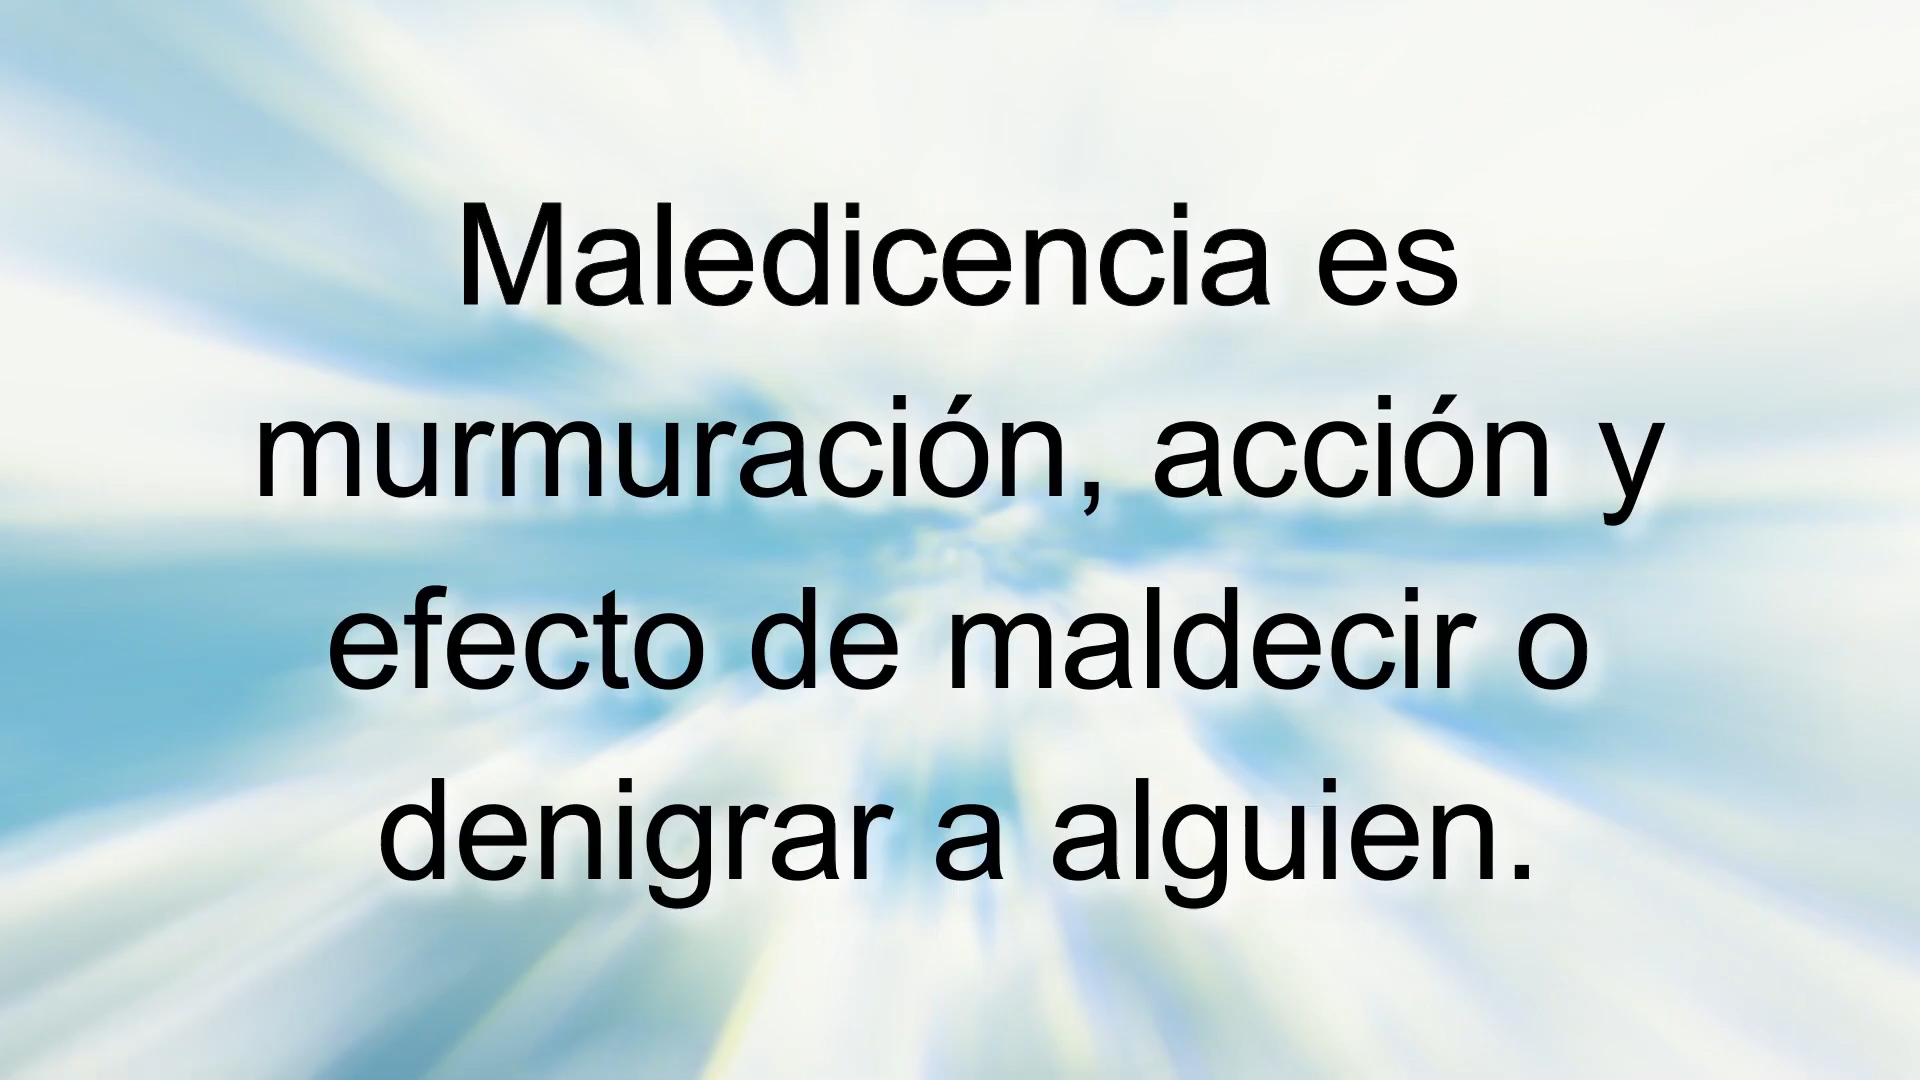 Maledicencia es
murmuración, acción y
efecto de maldecir o
denigrar a alguien.